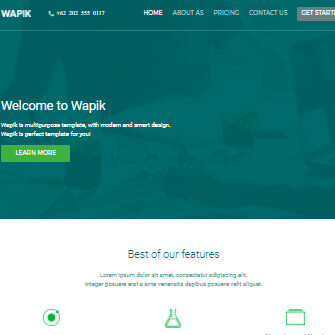 WAPIK
+62 202 555 0117
HOME ABOUT AS PRICING CONTACT US GET START
Welcome to Wapik
Wapik is multipurpose template, with modern and smart design.
Wapik is perfect template for you!
LEARN MORE
Best of our features
Lorem ipsum dolor sit amet, consectetur adipiscing elit.
Integer posuere erat a ante venenatis dapibus posuere velit aliquet.